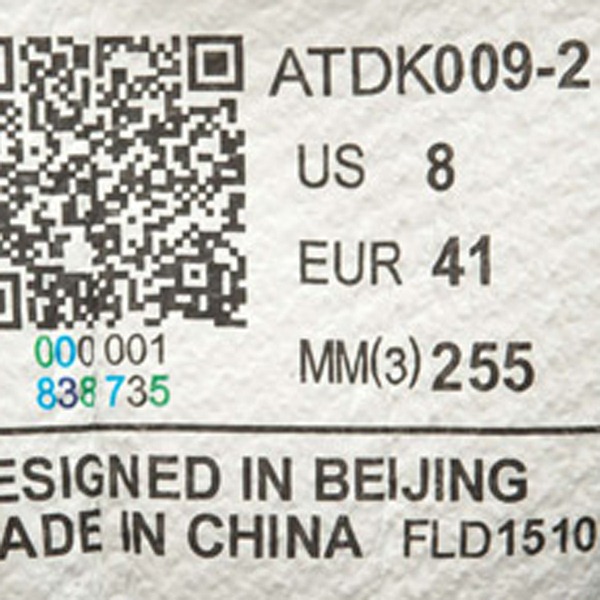 ATDK009-2
US 8
EUR 41
MM(3) 255
000 001
838 735
ESIGNED IN BEIJING
ADE IN CHINA FLD1510